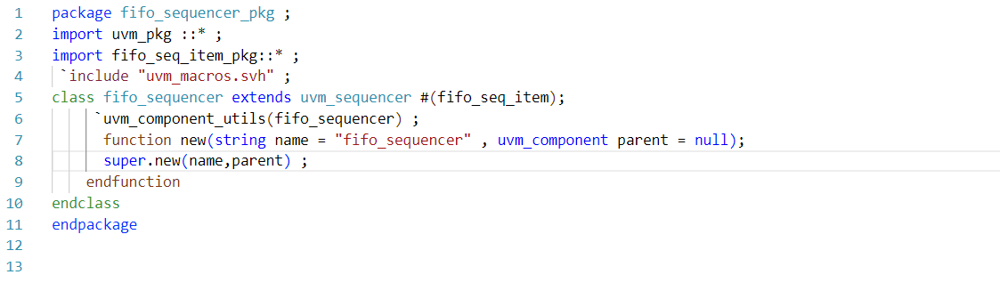 1 package fifo_sequencer_pkg ;
2 import uvm_pkg ::* ;
3 import fifo_seq_item_pkg::* ;
4 `include "uvm_macros.svh" ;
5 class fifo_sequencer extends uvm_sequencer #(fifo_seq_item);
6 `uvm_component_utils(fifo_sequencer) ;
7 function new(string name = "fifo_sequencer" , uvm_component parent = null);
8 super.new(name,parent) ;
9 endfunction
10 endclass
11 endpackage
12
13